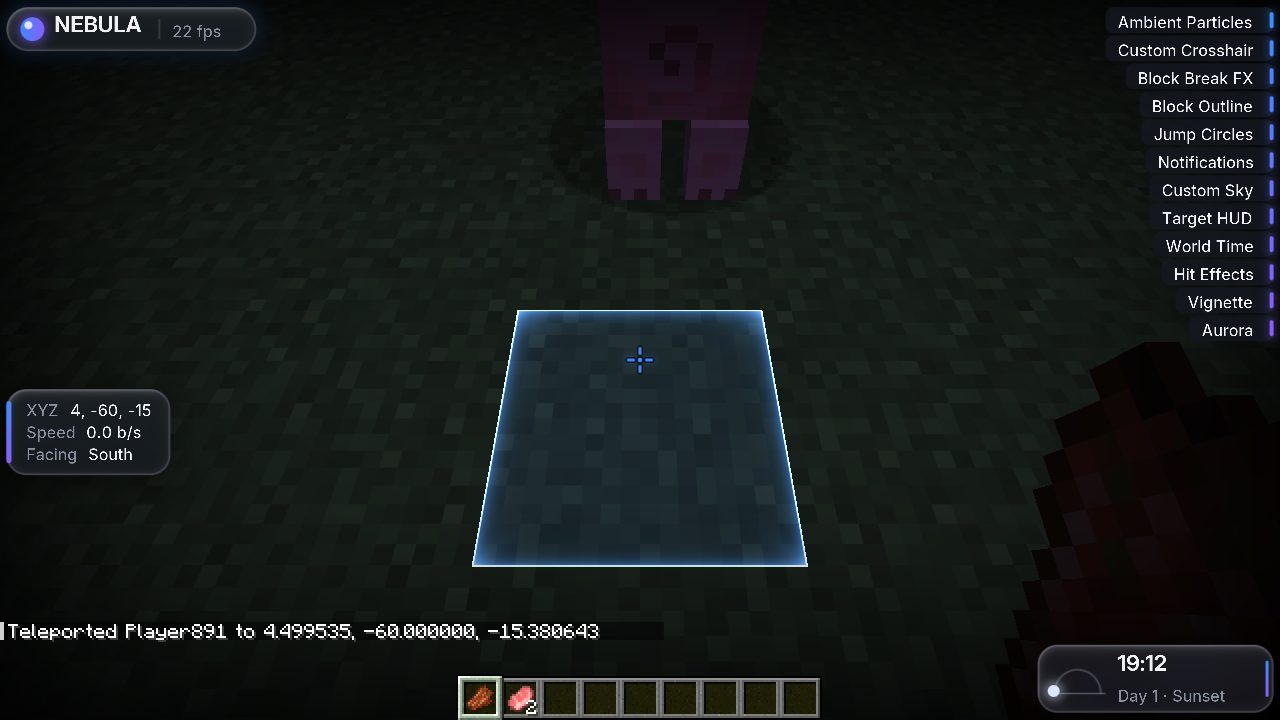 NEBULA 22 fps
Ambient Particles
Custom Crosshair
Block Break FX
Block Outline
Jump Circles
Notifications
Custom Sky
Target HUD
World Time
Hit Effects
Vignette
Aurora
XYZ 4, -60, -15
Speed 0.0 b/s
Facing South
Teleported Player891 to 4.499535, -60.000000, -15.380643
2
19:12
Day 1 · Sunset